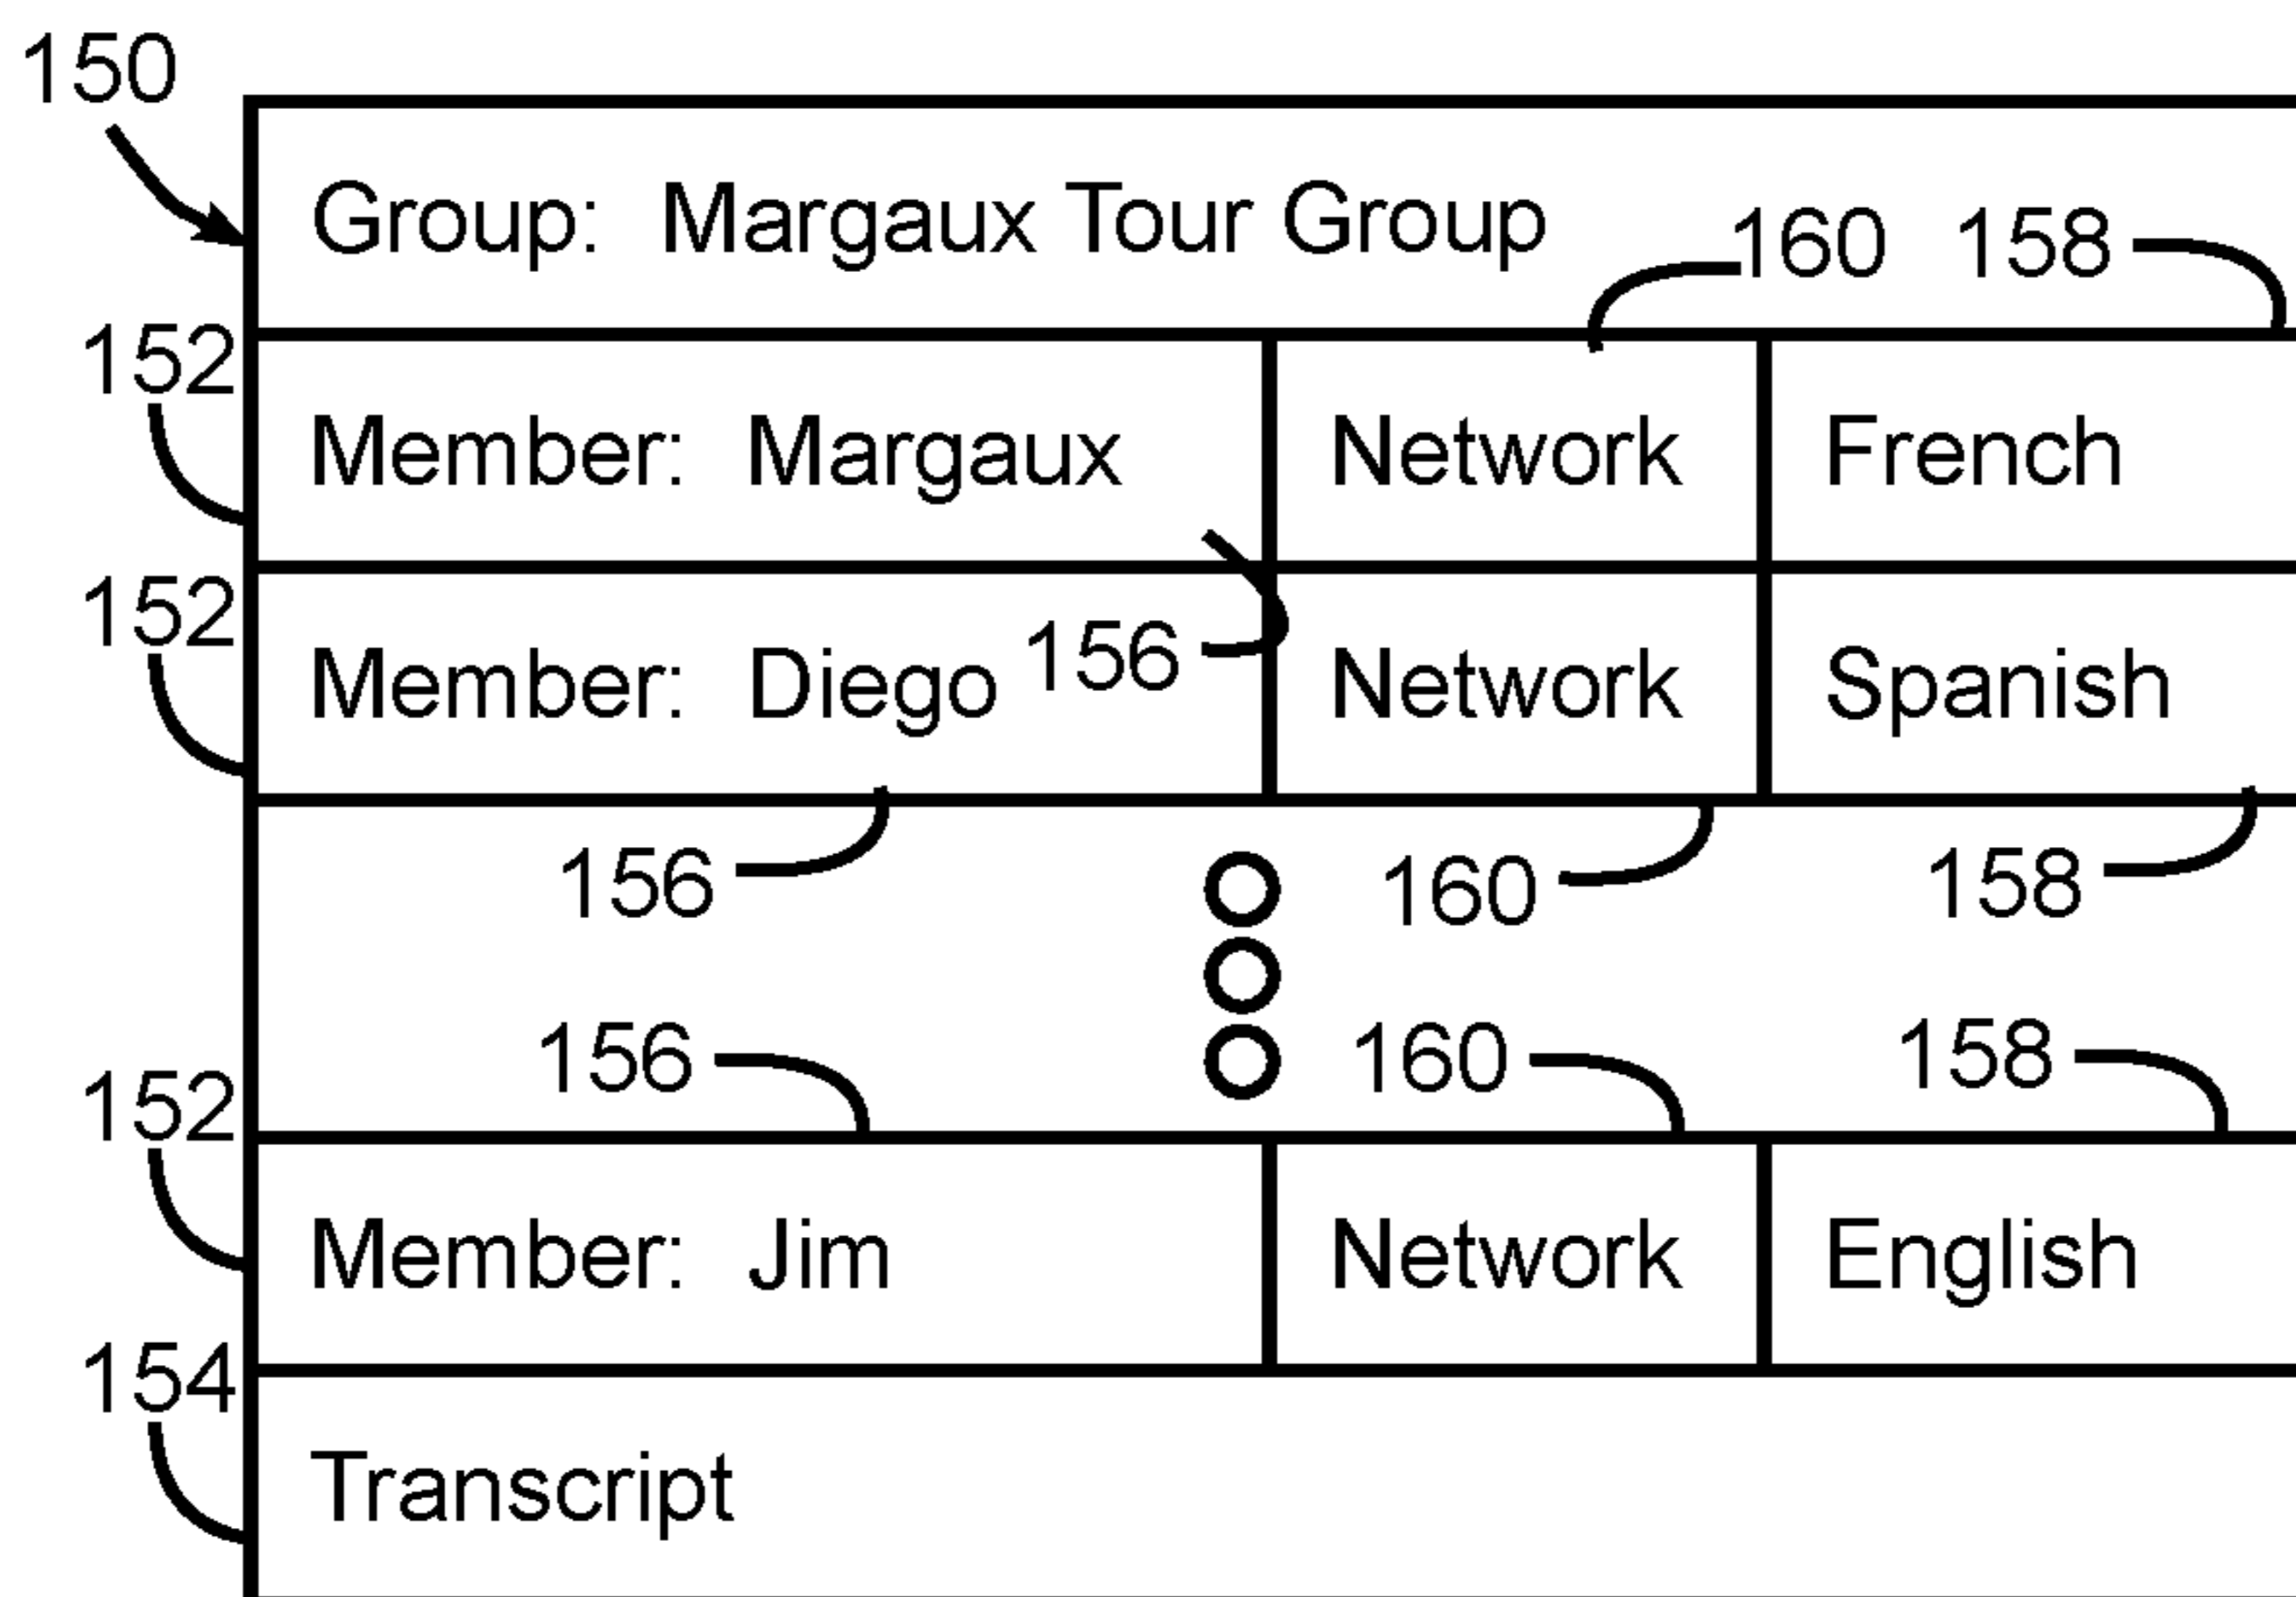 150
Group: Margaux Tour Group
160 158
152
Member: Margaux Network French
152
Member: Diego 156 Network Spanish
156 160 158
156 160 158
152
Member: Jim Network English
154
Transcript